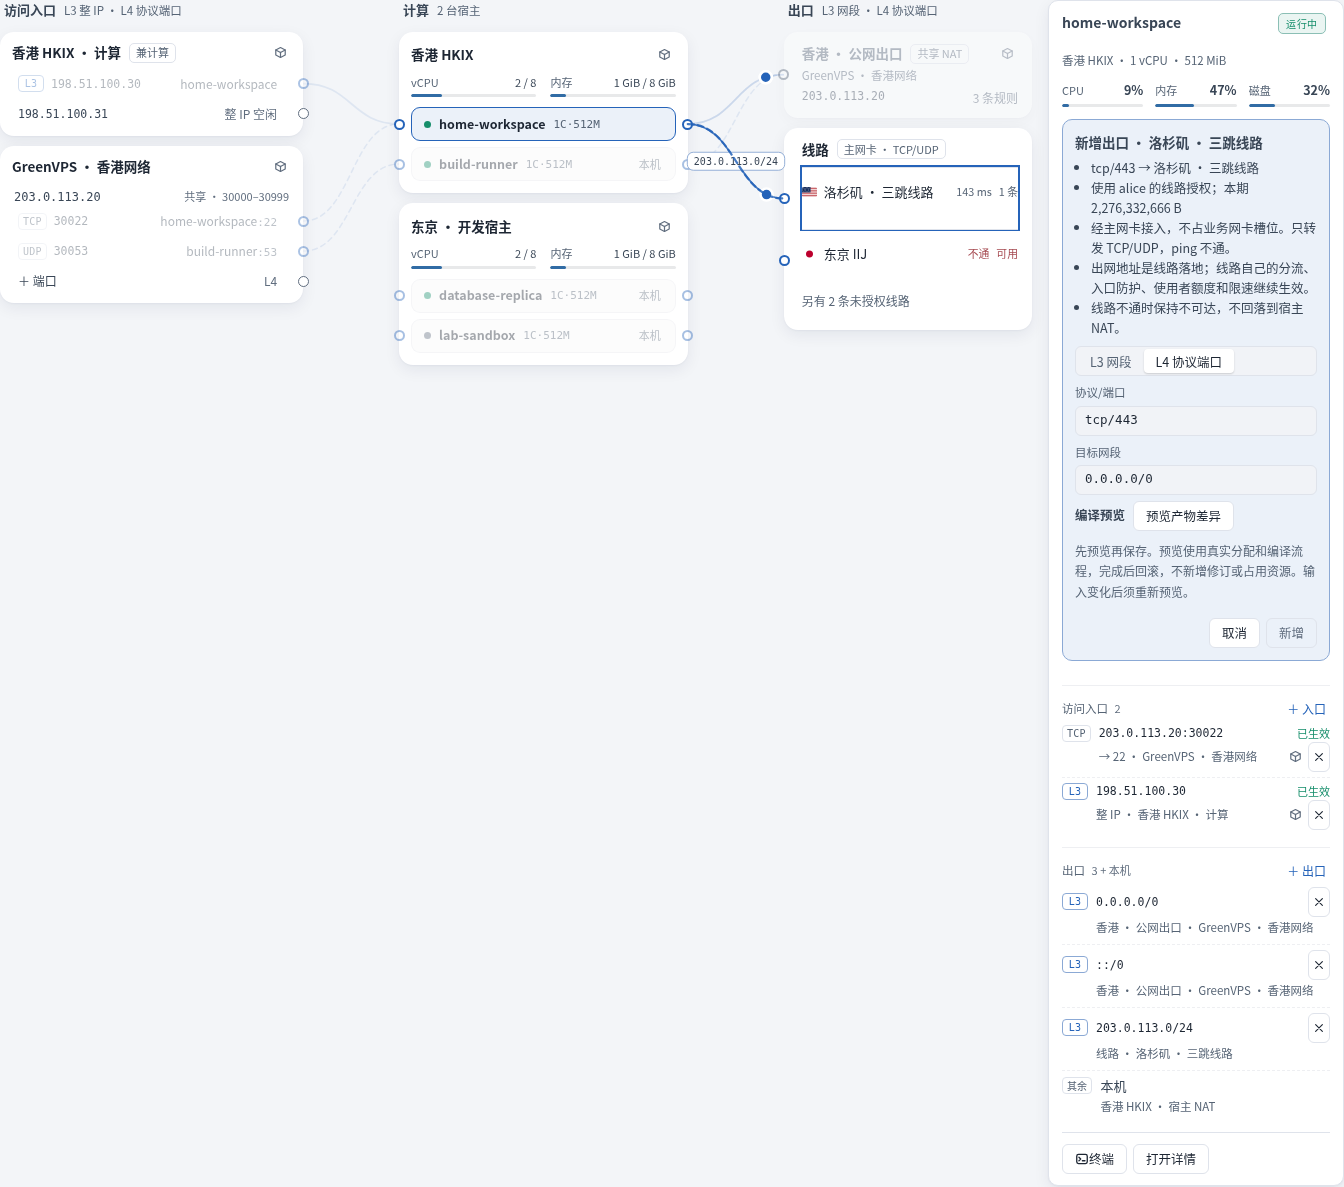 访问入口 L3 整 IP · L4 协议端口
香港 HKIX · 计算 兼计算
L3 198.51.100.30 home-workspace
198.51.100.31 整 IP 空闲
GreenVPS · 香港网络
203.0.113.20 共享 · 30000–30999
TCP 30022 home-workspace:22
UDP 30053 build-runner:53
＋ 端口 L4
计算 2 台宿主
香港 HKIX
vCPU 2 / 8 内存 1 GiB / 8 GiB
home-workspace 1C·512M
build-runner 1C·512M 本机
东京 · 开发宿主
vCPU 2 / 8 内存 1 GiB / 8 GiB
database-replica 1C·512M 本机
lab-sandbox 1C·512M 本机
203.0.113.0/24
出口 L3 网段 · L4 协议端口
香港 · 公网出口 共享 NAT
GreenVPS · 香港网络
203.0.113.20 3 条规则
线路 主网卡 · TCP/UDP
洛杉矶 · 三跳线路 143 ms 1 条
东京 IIJ 不通 可用
另有 2 条未授权线路
home-workspace 运行中
香港 HKIX · 1 vCPU · 512 MiB
CPU 9% 内存 47% 磁盘 32%
新增出口 · 洛杉矶 · 三跳线路
• tcp/443 → 洛杉矶 · 三跳线路
• 使用 alice 的线路授权；本期
2,276,332,666 B
• 经主网卡接入，不占业务网卡槽位。只转
发 TCP/UDP，ping 不通。
• 出网地址是线路落地；线路自己的分流、
入口防护、使用者额度和限速继续生效。
• 线路不通时保持不可达，不回落到宿主
NAT。
L3 网段 L4 协议端口
协议/端口
tcp/443
目标网段
0.0.0.0/0
编译预览 预览产物差异
先预览再保存。预览使用真实分配和编译流
程，完成后回滚，不新增修订或占用资源。输
入变化后须重新预览。
取消 新增
访问入口 2 ＋ 入口
TCP 203.0.113.20:30022 已生效
→ 22 · GreenVPS · 香港网络
L3 198.51.100.30 已生效
整 IP · 香港 HKIX · 计算
出口 3 + 本机 ＋ 出口
L3 0.0.0.0/0
香港 · 公网出口 · GreenVPS · 香港网络
L3 ::/0
香港 · 公网出口 · GreenVPS · 香港网络
L3 203.0.113.0/24
线路 · 洛杉矶 · 三跳线路
其余 本机
香港 HKIX · 宿主 NAT
终端 打开详情